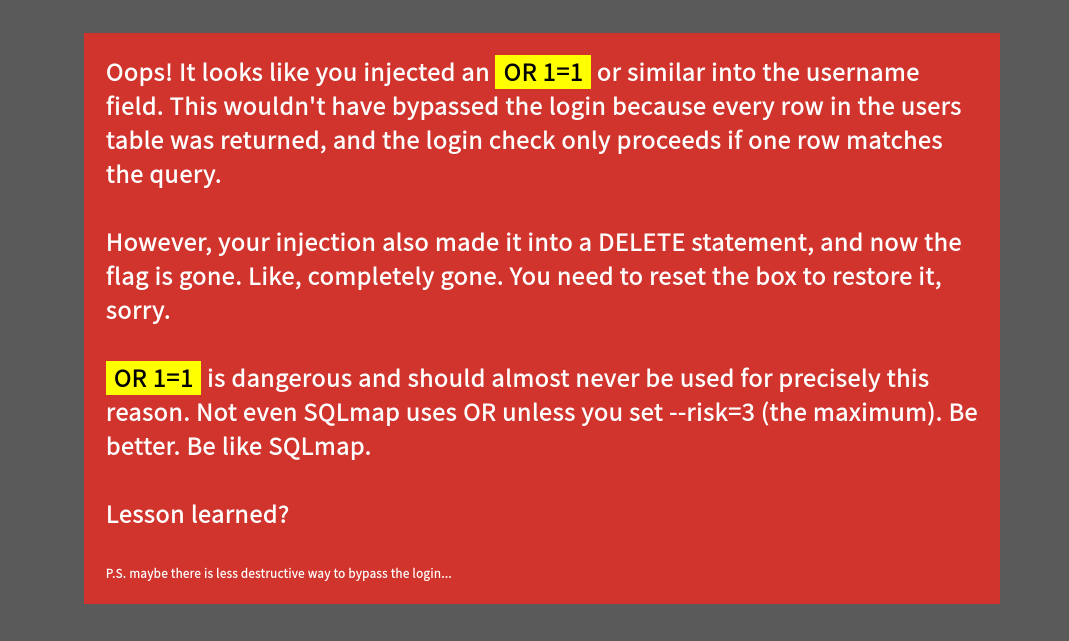 Oops! It looks like you injected an OR 1=1 or similar into the username
field. This wouldn't have bypassed the login because every row in the users
table was returned, and the login check only proceeds if one row matches
the query.
However, your injection also made it into a DELETE statement, and now the
flag is gone. Like, completely gone. You need to reset the box to restore it,
sorry.
OR 1=1 is dangerous and should almost never be used for precisely this
reason. Not even SQLmap uses OR unless you set --risk=3 (the maximum). Be
better. Be like SQLmap.
Lesson learned?
P.S. maybe there is less destructive way to bypass the login...